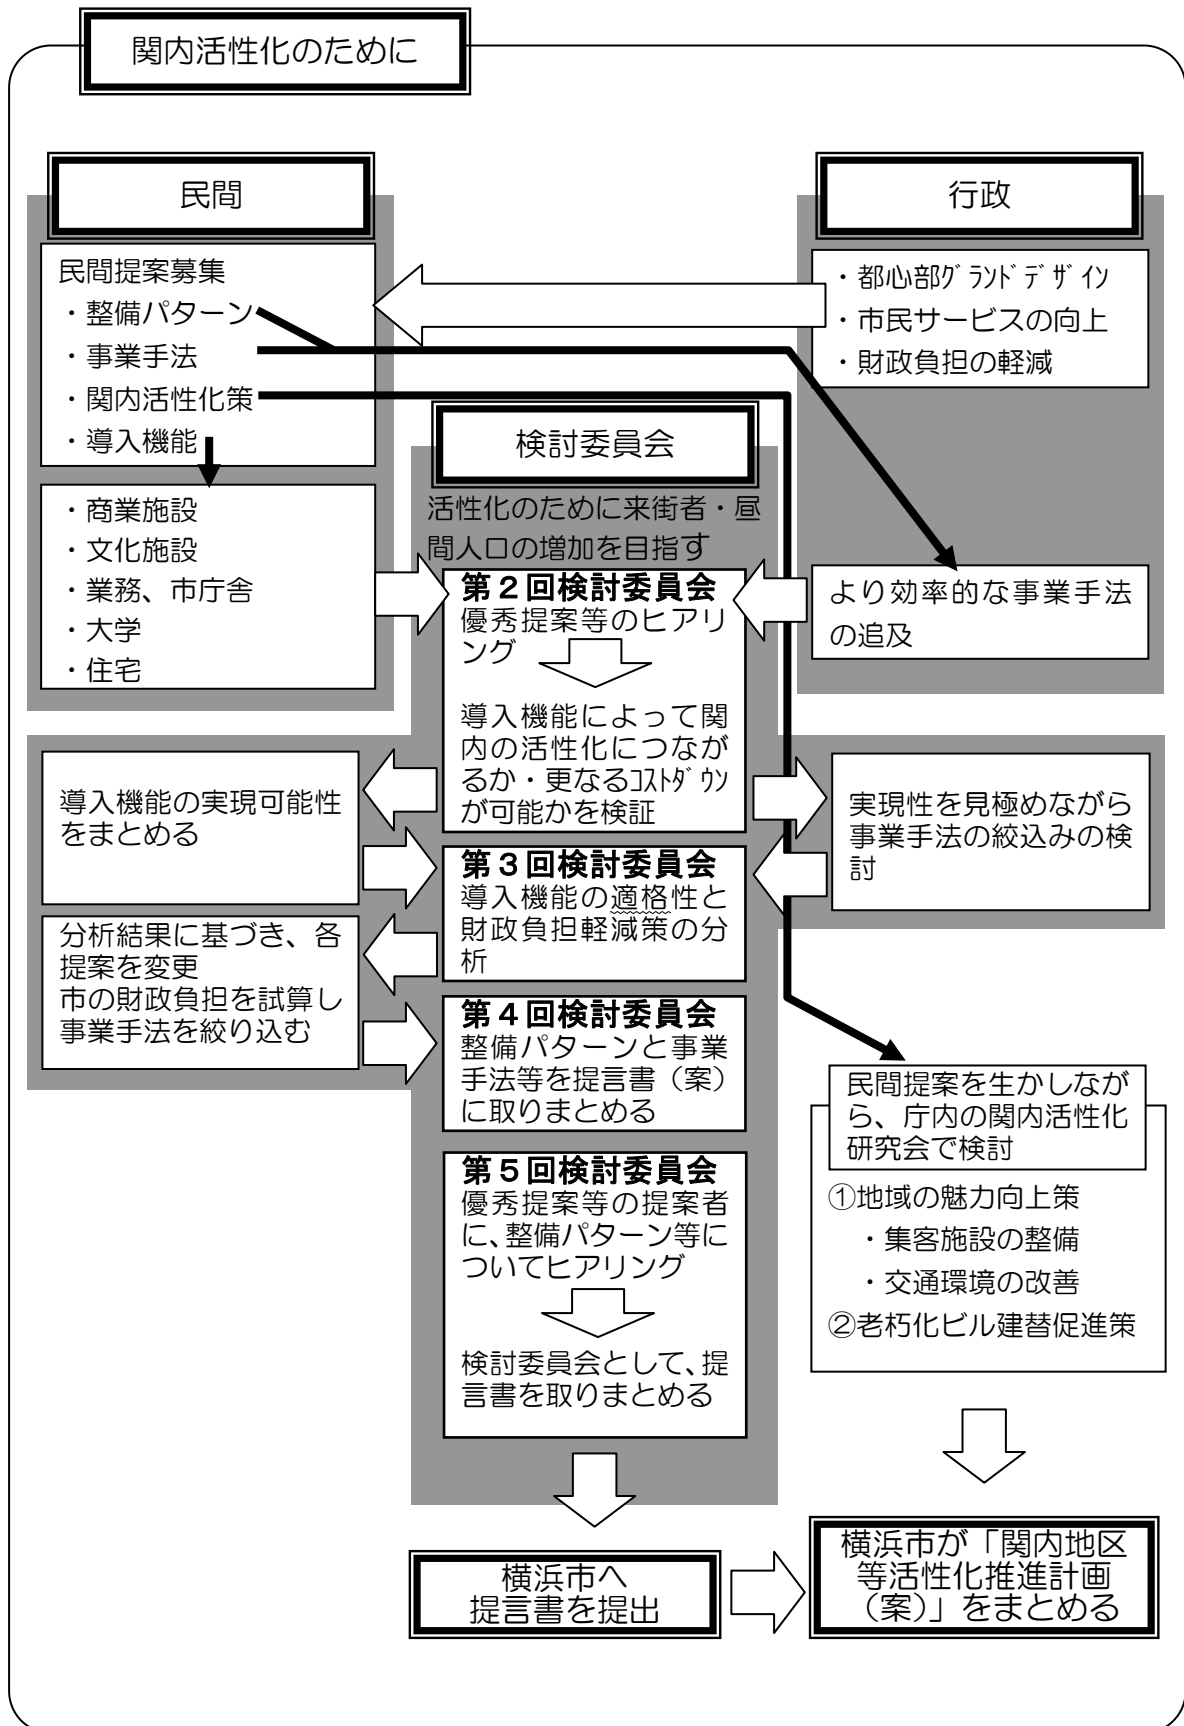 関内活性化のために
民間
民間提案募集
・整備パターン
・事業手法
・関内活性化策
・導入機能
・商業施設
・文化施設
・業務、市庁舎
・大学
・住宅
行政
・都心部グランドデザイン
・市民サービスの向上
・財政負担の軽減
より効率的な事業手法
の追及
検討委員会
活性化のために来街者・昼
間人口の増加を目指す
第２回検討委員会
優秀提案等のヒアリ
ング
導入機能によって関
内の活性化につなが
るか・更なるコストダウン
が可能かを検証
導入機能の実現可能性
をまとめる
実現性を見極めながら
事業手法の絞込みの検
討
第３回検討委員会
導入機能の適格性と
財政負担軽減策の分
析
分析結果に基づき、各
提案を変更
市の財政負担を試算し
事業手法を絞り込む
第４回検討委員会
整備パターンと事業
手法等を提言書（案）
に取りまとめる
第５回検討委員会
優秀提案等の提案者
に、整備パターン等に
ついてヒアリング
検討委員会として、提
言書を取りまとめる
民間提案を生かしなが
ら、庁内の関内活性化
研究会で検討
①地域の魅力向上策
・集客施設の整備
・交通環境の改善
②老朽化ビル建替促進策
横浜市へ
提言書を提出
横浜市が「関内地区
等活性化推進計画
（案）」をまとめる